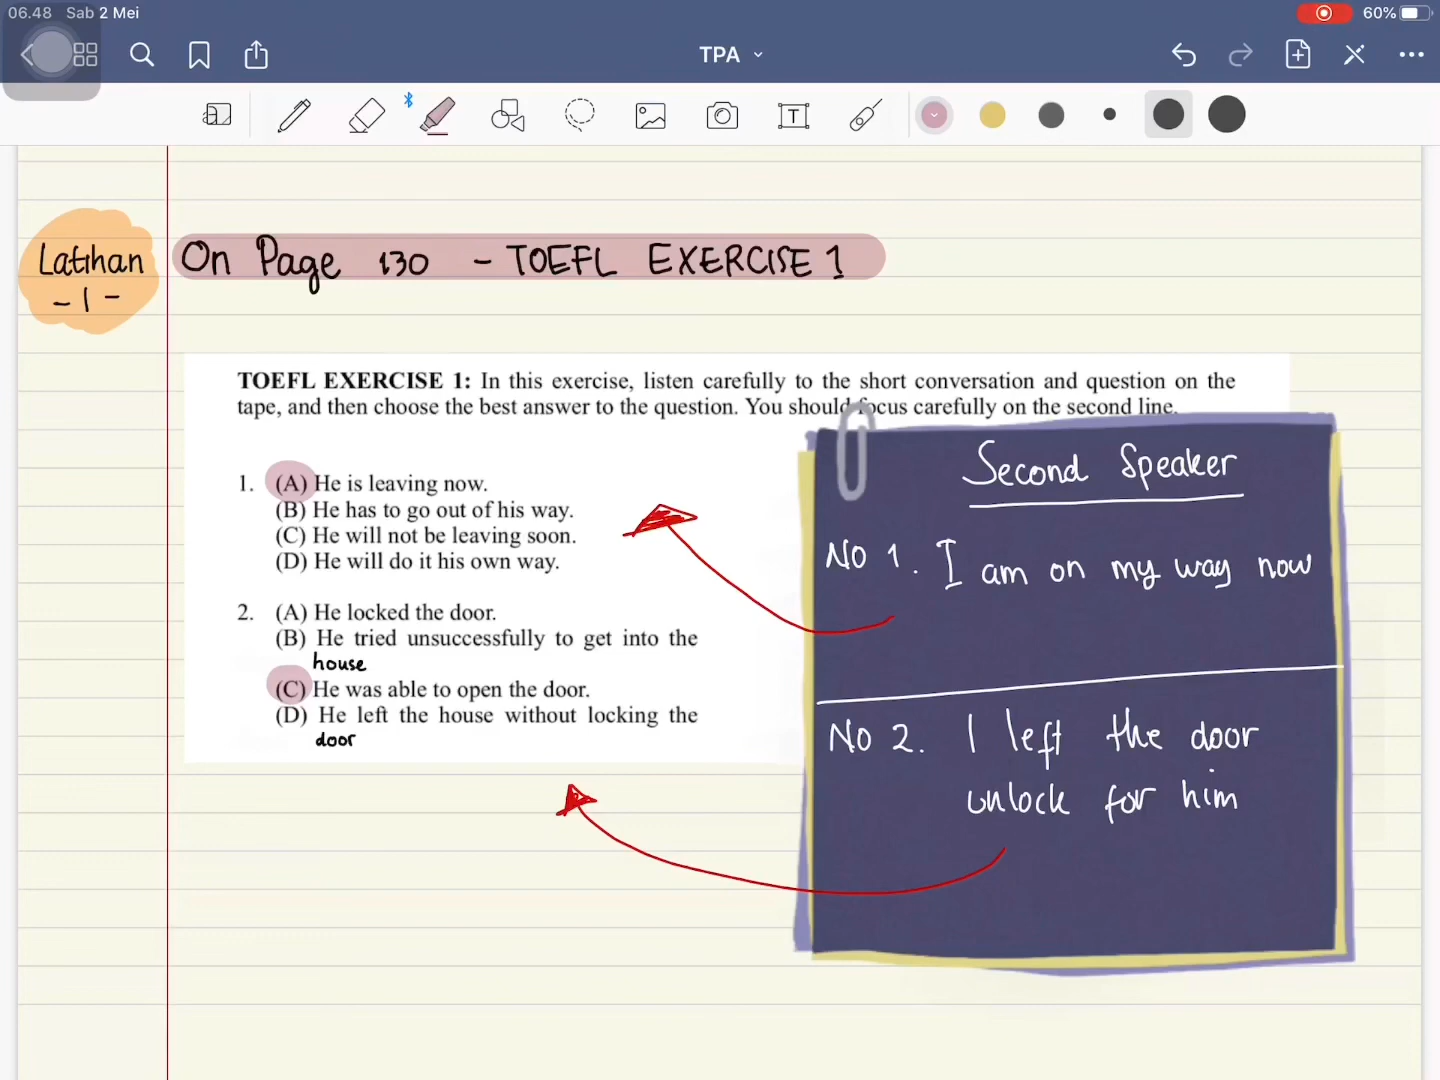 06.48 Sab 2 Mei
60%
TPA
T
Latihan
- 1 -
On Page 130 - TOEFL EXERCISE 1
TOEFL EXERCISE 1: In this exercise, listen carefully to the short conversation and question on the
tape, and then choose the best answer to the question. You should focus carefully on the second line.
1. (A) He is leaving now.
(B) He has to go out of his way.
(C) He will not be leaving soon.
(D) He will do it his own way.
2. (A) He locked the door.
(B) He tried unsuccessfully to get into the
house
(C) He was able to open the door.
(D) He left the house without locking the
door
Second Speaker
No 1. I am on my way now
No 2. I left the door
unlock for him